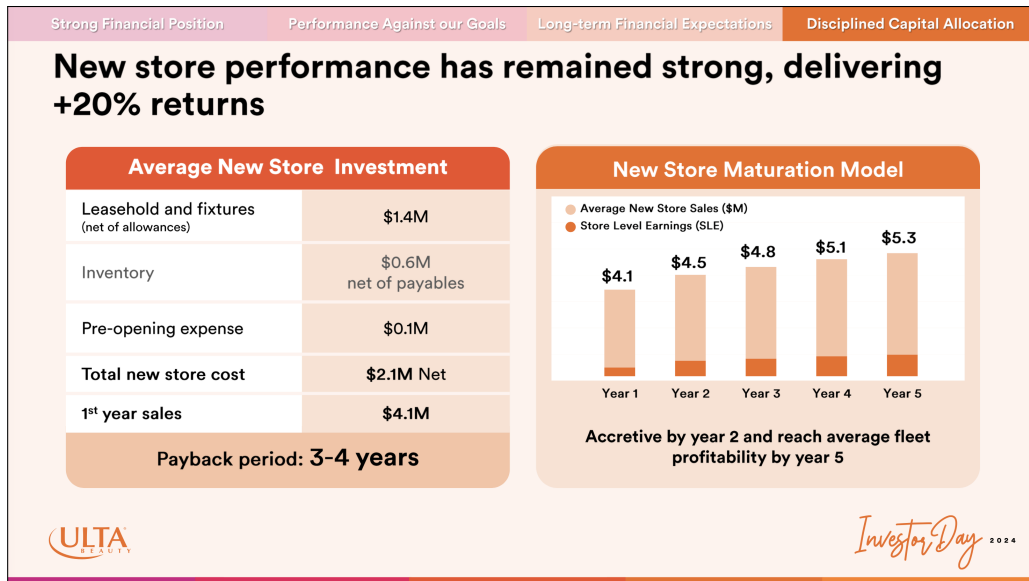 Strong Financial Position
Performance Against our Goals
Long-term Financial Expectations
Disciplined Capital Allocation
New store performance has remained strong, delivering
+20% returns
Average New Store Investment
Leasehold and fixtures
(net of allowances)
$1.4M
Inventory
$0.6M
net of payables
Pre-opening expense
$0.1M
Total new store cost
$2.1M Net
1st year sales
$4.1M
Payback period: 3-4 years
New Store Maturation Model
Average New Store Sales ($M)
Store Level Earnings (SLE)
$4.1
$4.5
$4.8
$5.1
$5.3
Year 1
Year 2
Year 3
Year 4
Year 5
Accretive by year 2 and reach average fleet
profitability by year 5
ULTA
BEAUTY
Investor Day 2024